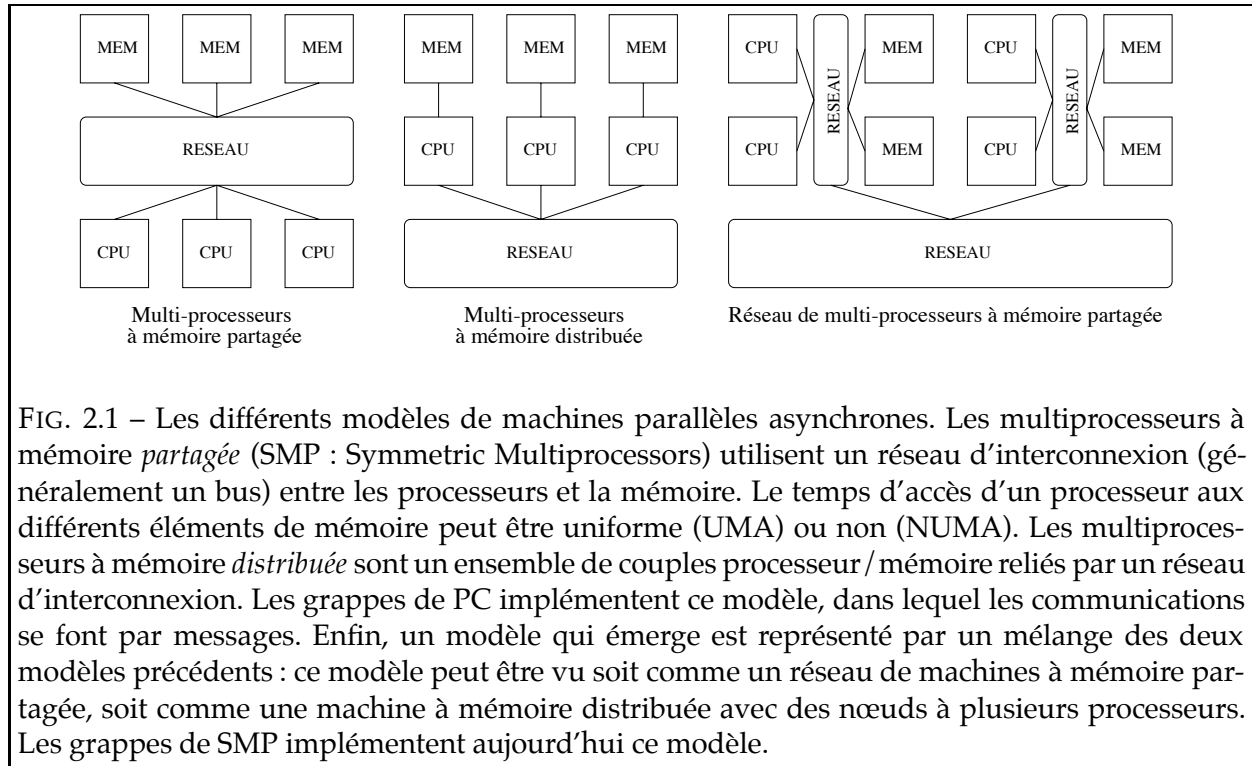 MEM MEM MEM
RESEAU
CPU CPU CPU
Multi-processeurs
à mémoire partagée
MEM MEM MEM
CPU CPU CPU
RESEAU
Multi-processeurs
à mémoire distribuée
CPU RESEAU MEM CPU RESEAU MEM
CPU MEM CPU MEM
RESEAU
Réseau de multi-processeurs à mémoire partagée
FIG. 2.1 – Les différents modèles de machines parallèles asynchrones. Les multiprocesseurs à
mémoire partagée (SMP : Symmetric Multiprocessors) utilisent un réseau d'interconnexion (gé-
néralement un bus) entre les processeurs et la mémoire. Le temps d'accès d'un processeur aux
différents éléments de mémoire peut être uniforme (UMA) ou non (NUMA). Les multiproces-
seurs à mémoire distribuée sont un ensemble de couples processeur/mémoire reliés par un réseau
d'interconnexion. Les grappes de PC implémentent ce modèle, dans lequel les communications
se font par messages. Enfin, un modèle qui émerge est représenté par un mélange des deux
modèles précédents : ce modèle peut être vu soit comme un réseau de machines à mémoire par-
tagée, soit comme une machine à mémoire distribuée avec des nœuds à plusieurs processeurs.
Les grappes de SMP implémentent aujourd'hui ce modèle.